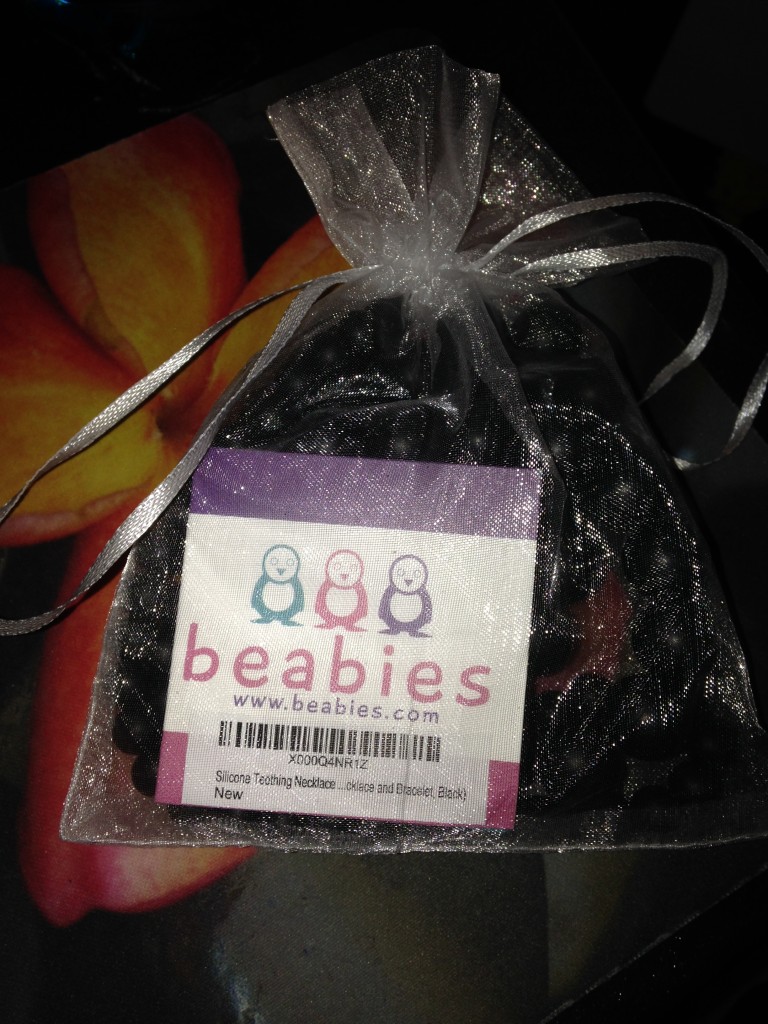 beabies
www.beabies.com
X000Q4NR1Z
Silicone Teething Necklace ...cklace and Bracelet, Black)
New